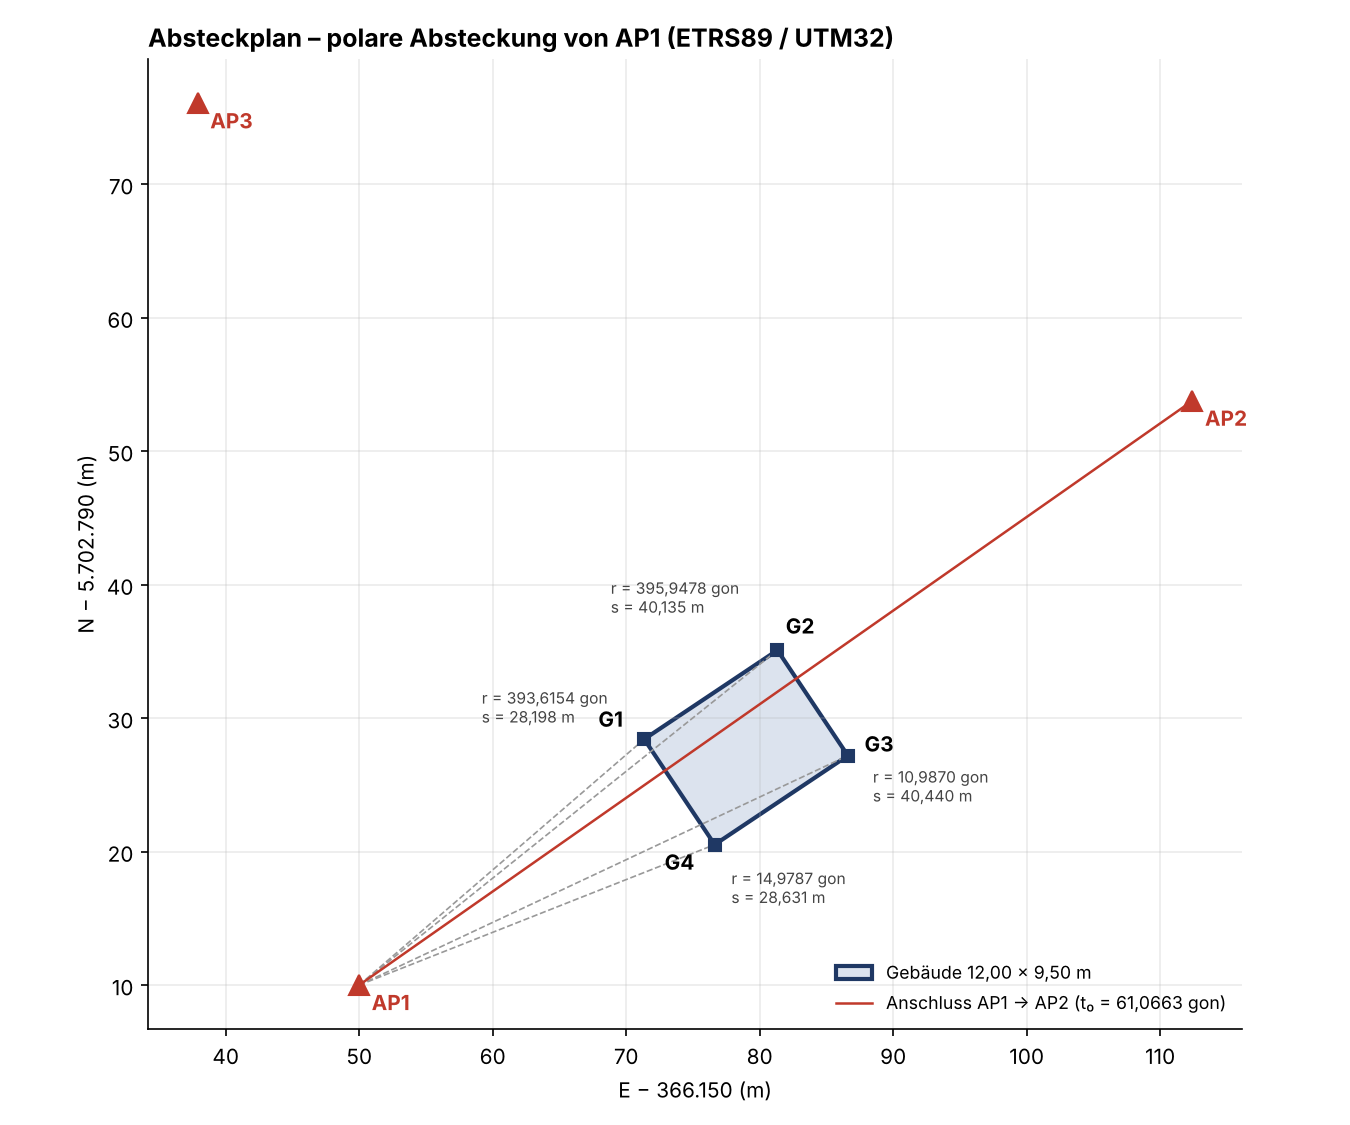 Absteckplan – polare Absteckung von AP1 (ETRS89 / UTM32)
AP3
70
60
AP2
50
N − 5.702.790 (m)
40
r = 395,9478 gon
s = 40,135 m
G2
r = 393,6154 gon
s = 28,198 m
G1
30
G3
r = 10,9870 gon
s = 40,440 m
20
G4
r = 14,9787 gon
s = 28,631 m
Gebäude 12,00 × 9,50 m
10
AP1
Anschluss AP1 → AP2 (t₀ = 61,0663 gon)
40 50 60 70 80 90 100 110
E − 366.150 (m)